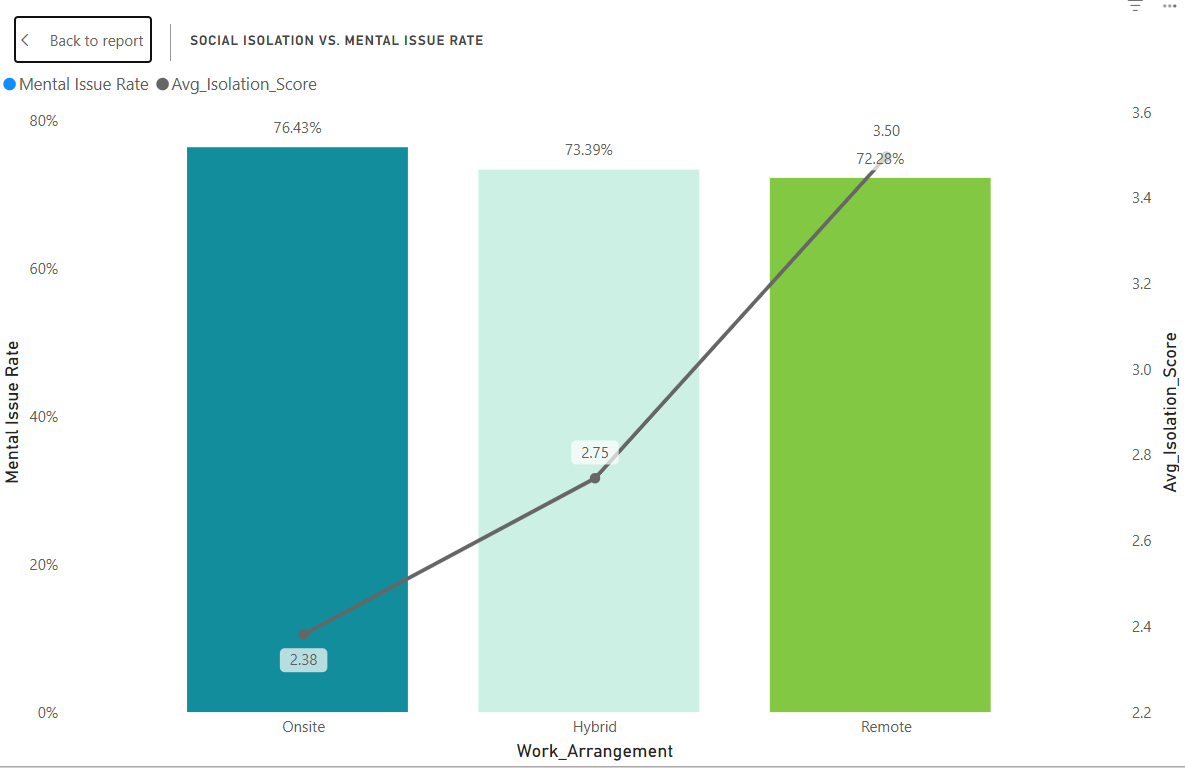 Back to report
SOCIAL ISOLATION VS. MENTAL ISSUE RATE
Mental Issue Rate Avg_Isolation_Score
80%
60%
40%
20%
0%
Mental Issue Rate
76.43%
73.39%
3.50
72.28%
2.75
2.38
3.6
3.4
3.2
3.0
2.8
2.6
2.4
2.2
Avg_Isolation_Score
Onsite Hybrid Remote
Work_Arrangement